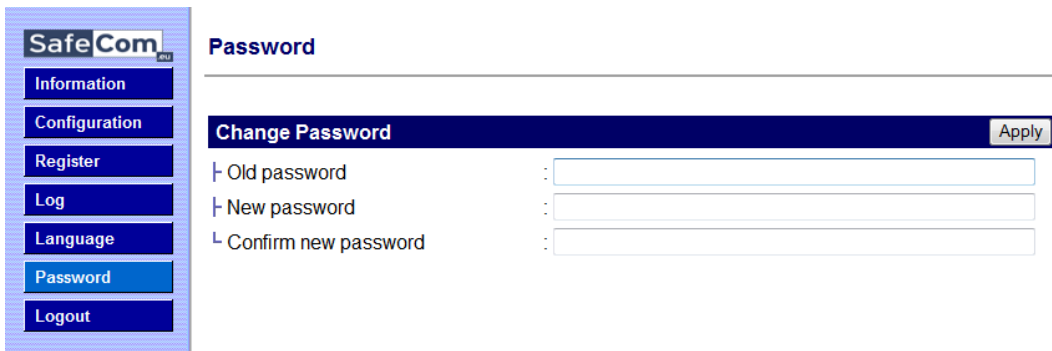 SafeCom
.eu
Information
Configuration
Register
Log
Language
Password
Logout
Password
Change Password Apply
Old password :
New password :
Confirm new password :